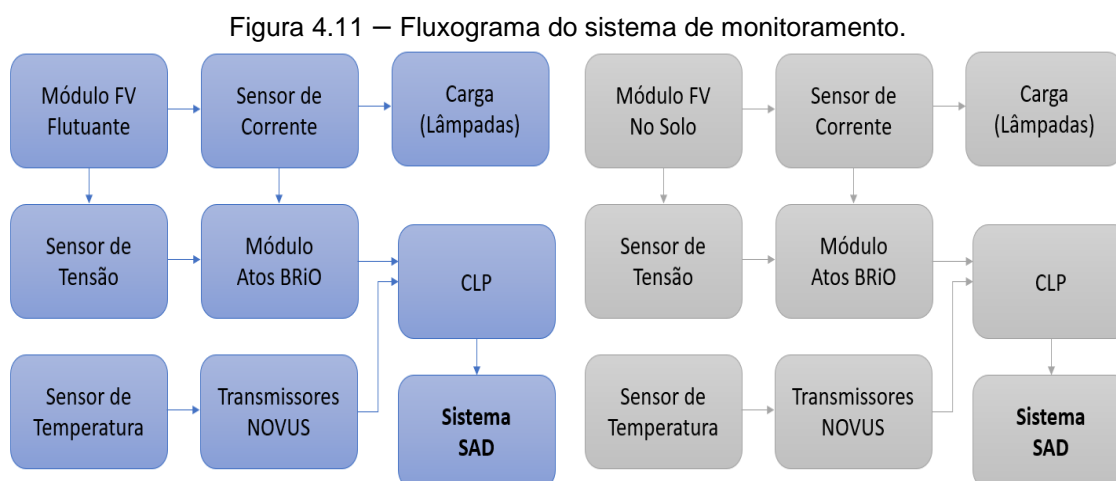 Figura 4.11 – Fluxograma do sistema de monitoramento.
Módulo FV
Flutuante
Sensor de
Corrente
Carga
(Lâmpadas)
Sensor de
Tensão
Módulo
Atos BRiO
CLP
Sensor de
Temperatura
Transmissores
NOVUS
Sistema
SAD
Módulo FV
No Solo
Sensor de
Corrente
Carga
(Lâmpadas)
Sensor de
Tensão
Módulo
Atos BRiO
CLP
Sensor de
Temperatura
Transmissores
NOVUS
Sistema
SAD